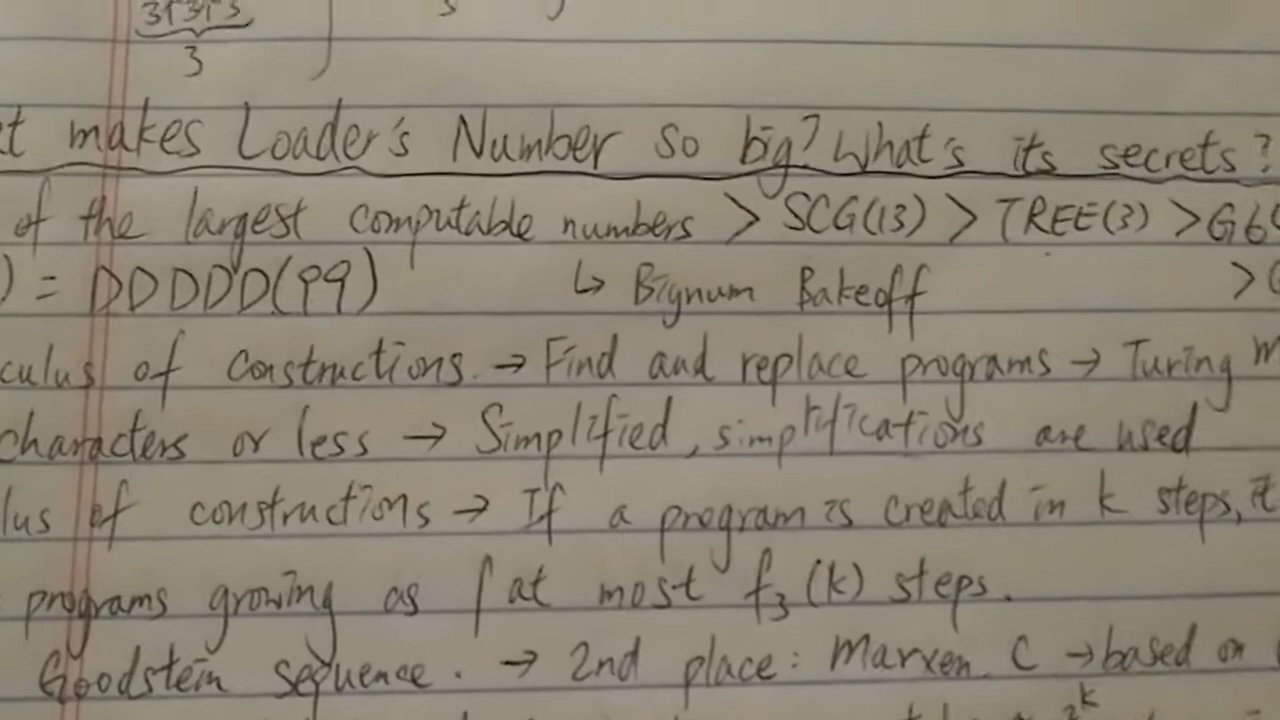 3↑3↑3
3
t makes Loader's Number so big? What's its secrets?
of the largest computable numbers > SCG(13) > TREE(3) > G64
) = DDDDD(99) ↳ Bignum Bakeoff >
culus of constructions. → Find and replace programs → Turing M
characters or less → Simplified, simplifications are used
lus of constructions → If a program is created in k steps, it
programs growing as at most f₃(k) steps.
Goodstein sequence. → 2nd place: Marxen.C → based on
k